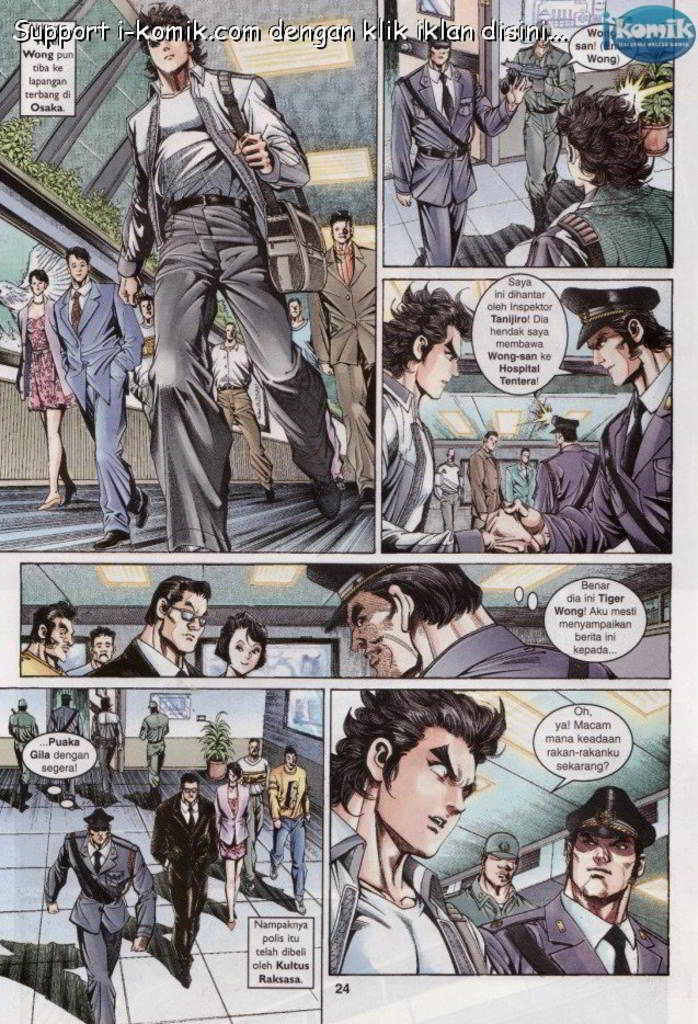 Support i-komik.com dengan klik iklan disini...
i-komik
Wong pun
tiba ke
lapangan
terbang di
Osaka.
san!
Wong)
Saya
ini dihantar
oleh Inspektor
Tanijiro! Dia
hendak saya
membawa
Wong-san ke
Hospital
Tentera!
Benar
dia ini Tiger
Wong! Aku mesti
menyampaikan
berita ini
kepada...
...Puaka
Gila dengan
segera!
Nampaknya
polis itu
telah dibeli
oleh Kultus
Raksasa.
Oh,
ya! Macam
mana keadaan
rakan-rakanku
sekarang?
24